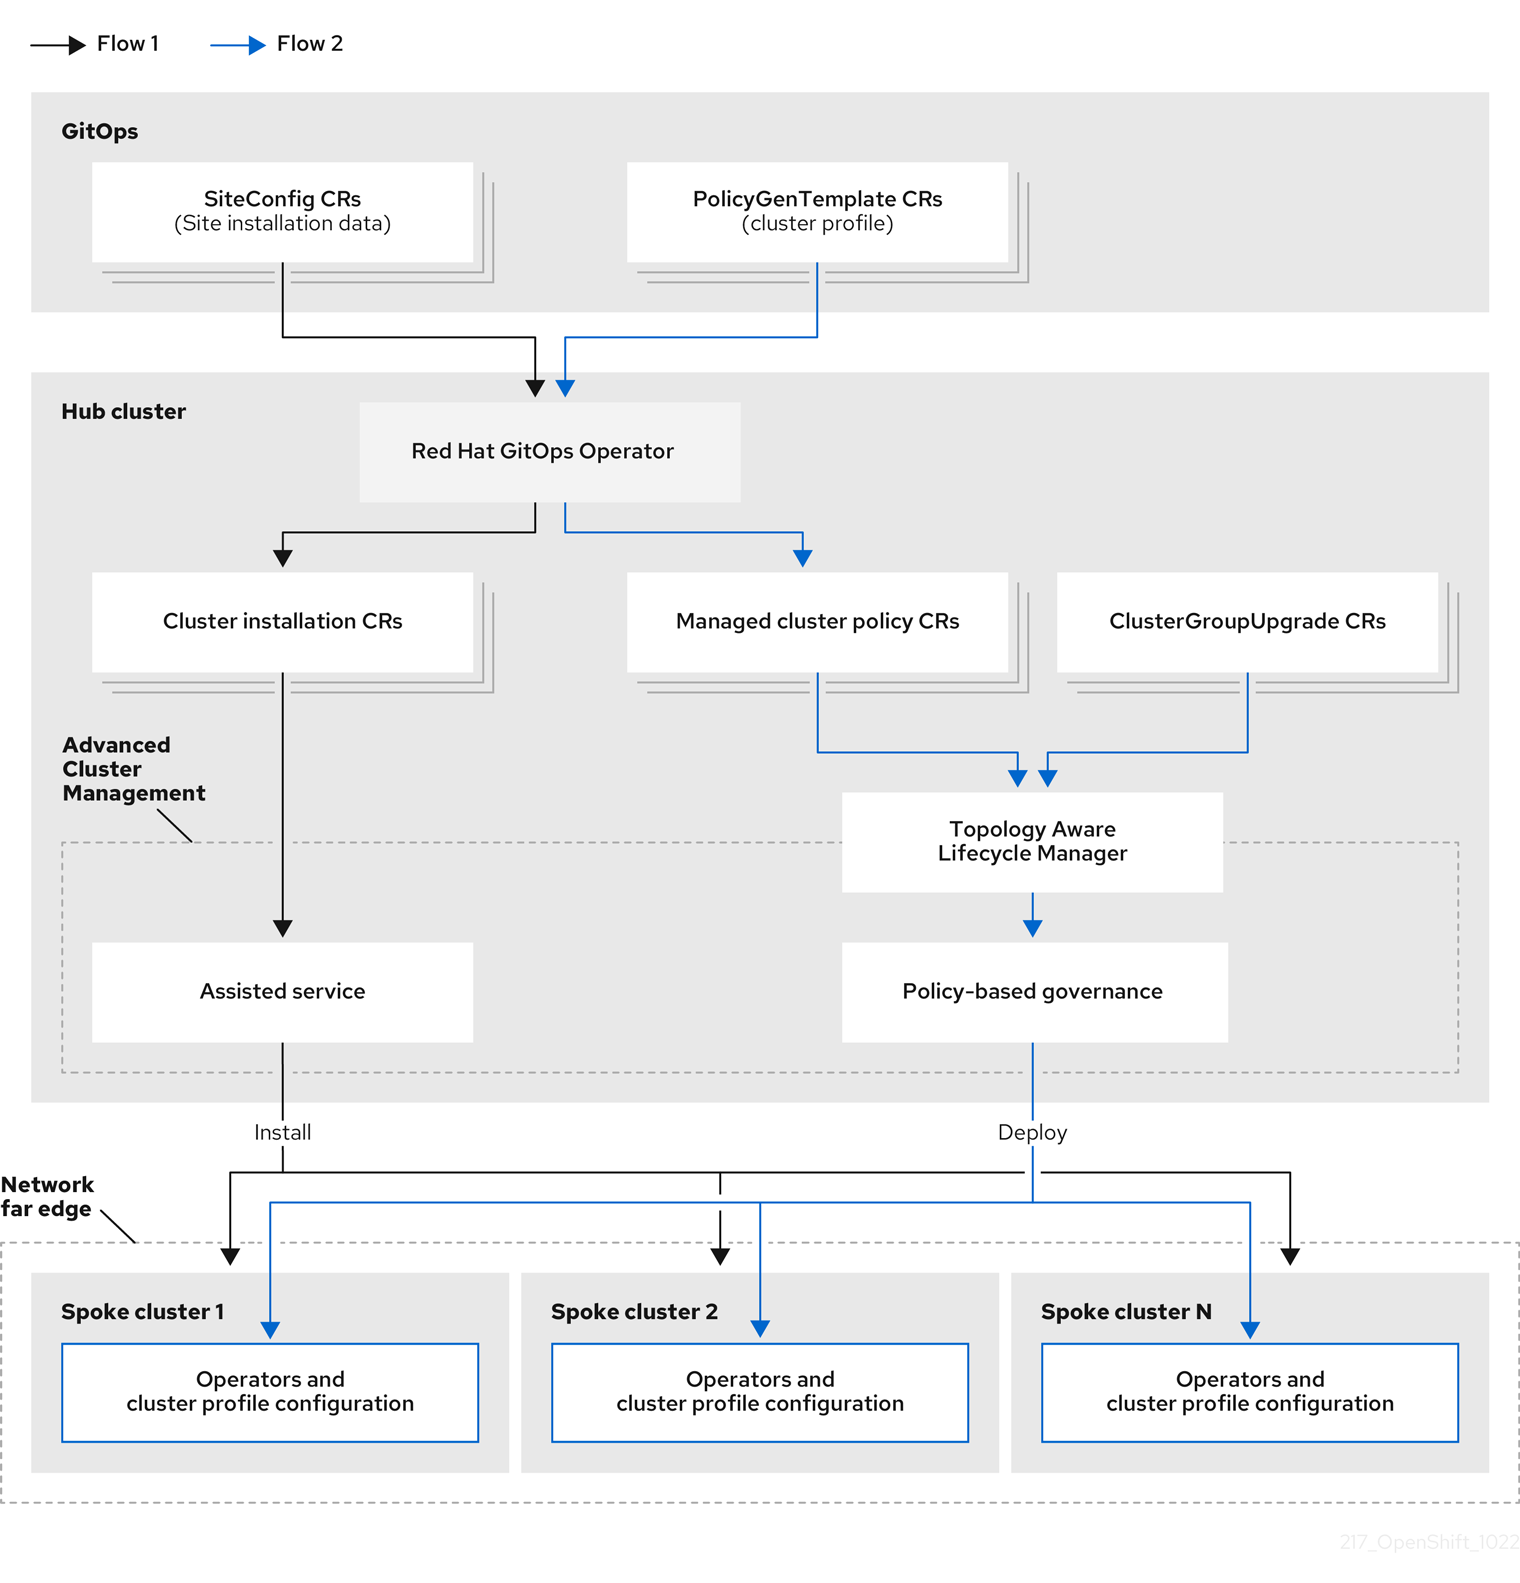 Flow 1
Flow 2
GitOps
SiteConfig CRs
(Site installation data)
PolicyGenTemplate CRs
(cluster profile)
Hub cluster
Red Hat GitOps Operator
Cluster installation CRs
Managed cluster policy CRs
ClusterGroupUpgrade CRs
Advanced
Cluster
Management
Topology Aware
Lifecycle Manager
Assisted service
Policy-based governance
Install
Deploy
Network
far edge
Spoke cluster 1
Operators and
cluster profile configuration
Spoke cluster 2
Operators and
cluster profile configuration
Spoke cluster N
Operators and
cluster profile configuration
217_OpenShift_1022